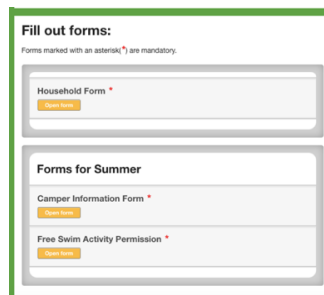 Fill out forms:
Forms marked with an asterisk(*) are mandatory.
Household Form *
Open form
Forms for Summer
Camper Information Form *
Open form
Free Swim Activity Permission *
Open form